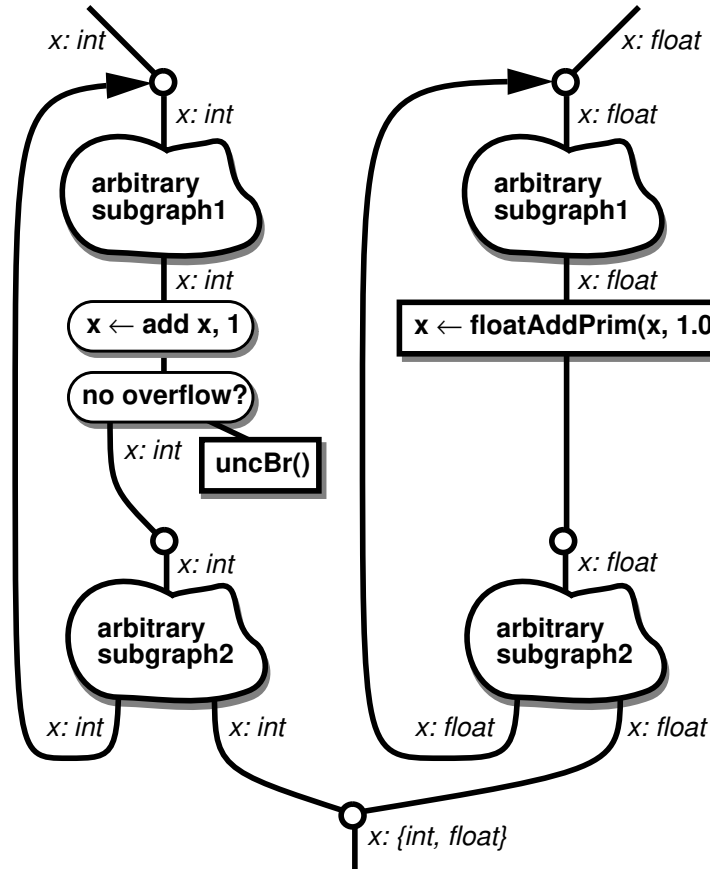 x: int
x: float
x: int
x: float
arbitrary
subgraph1
arbitrary
subgraph1
x: int
x: float
x ← add x, 1
x ← floatAddPrim(x, 1.0
no overflow?
x: int
uncBr()
x: int
x: float
arbitrary
subgraph2
arbitrary
subgraph2
x: int
x: int
x: float
x: float
x: {int, float}